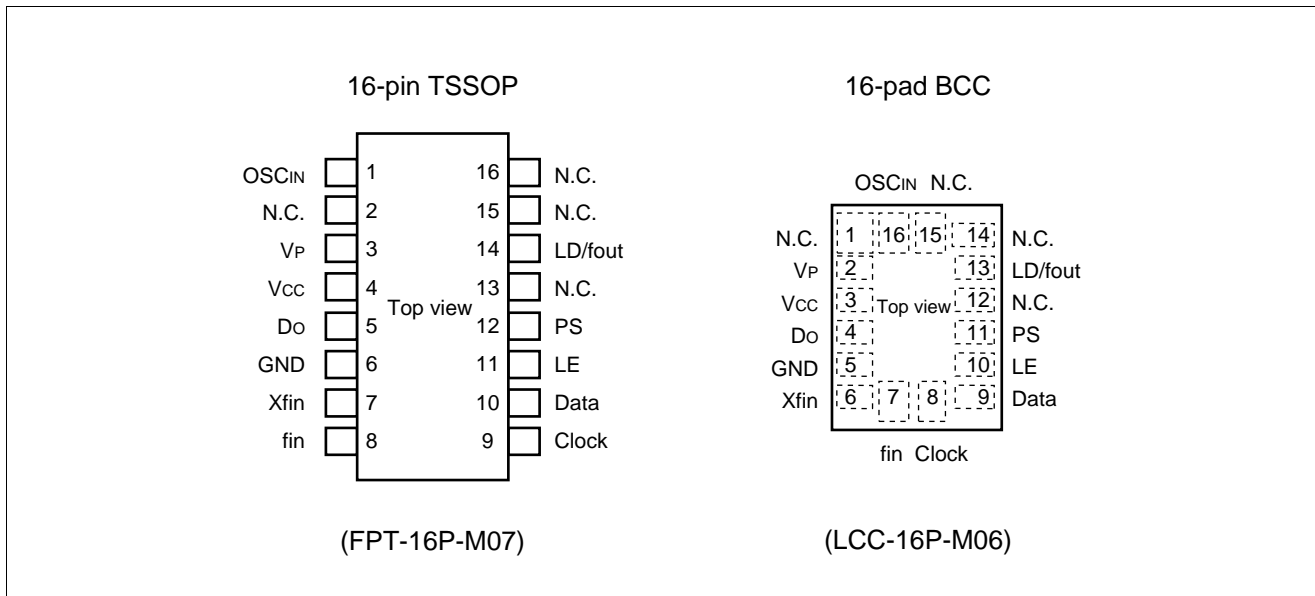 16-pin TSSOP
OSCIN 1 16 N.C.
N.C. 2 15 N.C.
VP 3 14 LD/fout
VCC 4 13 N.C.
Top view
DO 5 12 PS
GND 6 11 LE
Xfin 7 10 Data
fin 8 9 Clock
(FPT-16P-M07)
16-pad BCC
OSCIN N.C.
N.C. 1 16 15 14 N.C.
VP 2 13 LD/fout
VCC 3 Top view 12 N.C.
DO 4 11 PS
GND 5 10 LE
Xfin 6 7 8 9 Data
fin Clock
(LCC-16P-M06)